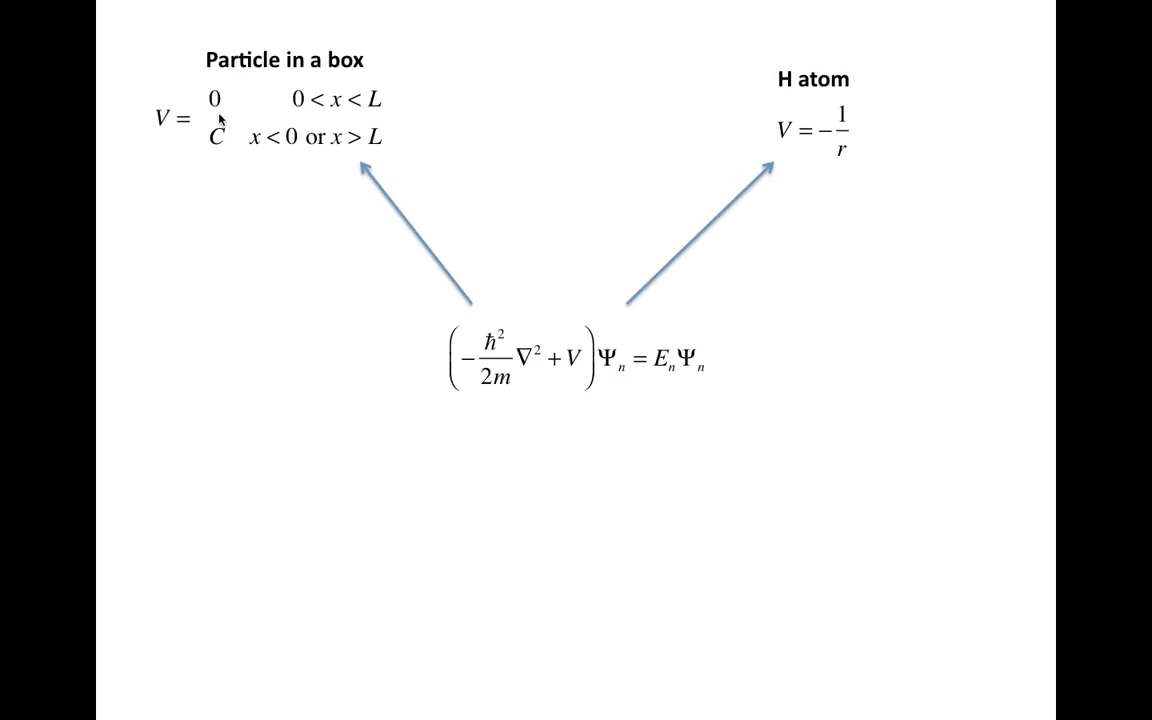 Particle in a box
V = 0 0 < x < L
C x < 0 or x > L
H atom
V = −1/r
(−ħ²/2m ∇² + V)Ψₙ = EₙΨₙ